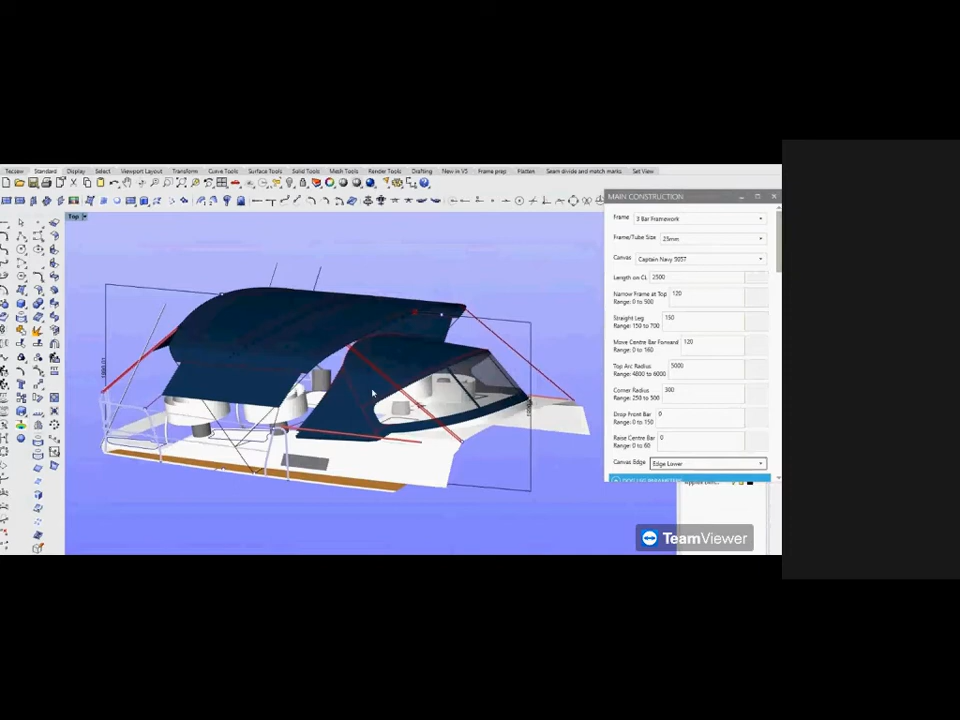 Tecsew Standard Display Select Viewport Layout Transform Curve Tools Surface Tools Solid Tools Mesh Tools Render Tools Drafting New in V5 Frame prep Flatten Seam divide and match marks Set View
Top
MAIN CONSTRUCTION
Frame 3 Bar Framework
Frame/Tube Size 25mm
Canvas Captain Navy 5057
Length on CL 2500
Narrow Frame at Top 120
Range: 0 to 500
Straight Leg 150
Range: 150 to 700
Move Centre Bar Forward 120
Range: 0 to 160
Top Arc Radius 5000
Range: 4800 to 6000
Corner Radius 300
Range: 250 to 500
Drop Front Bar 0
Range: 0 to 150
Raise Centre Bar 0
Range: 0 to 60
Canvas Edge Edge Lower
TeamViewer